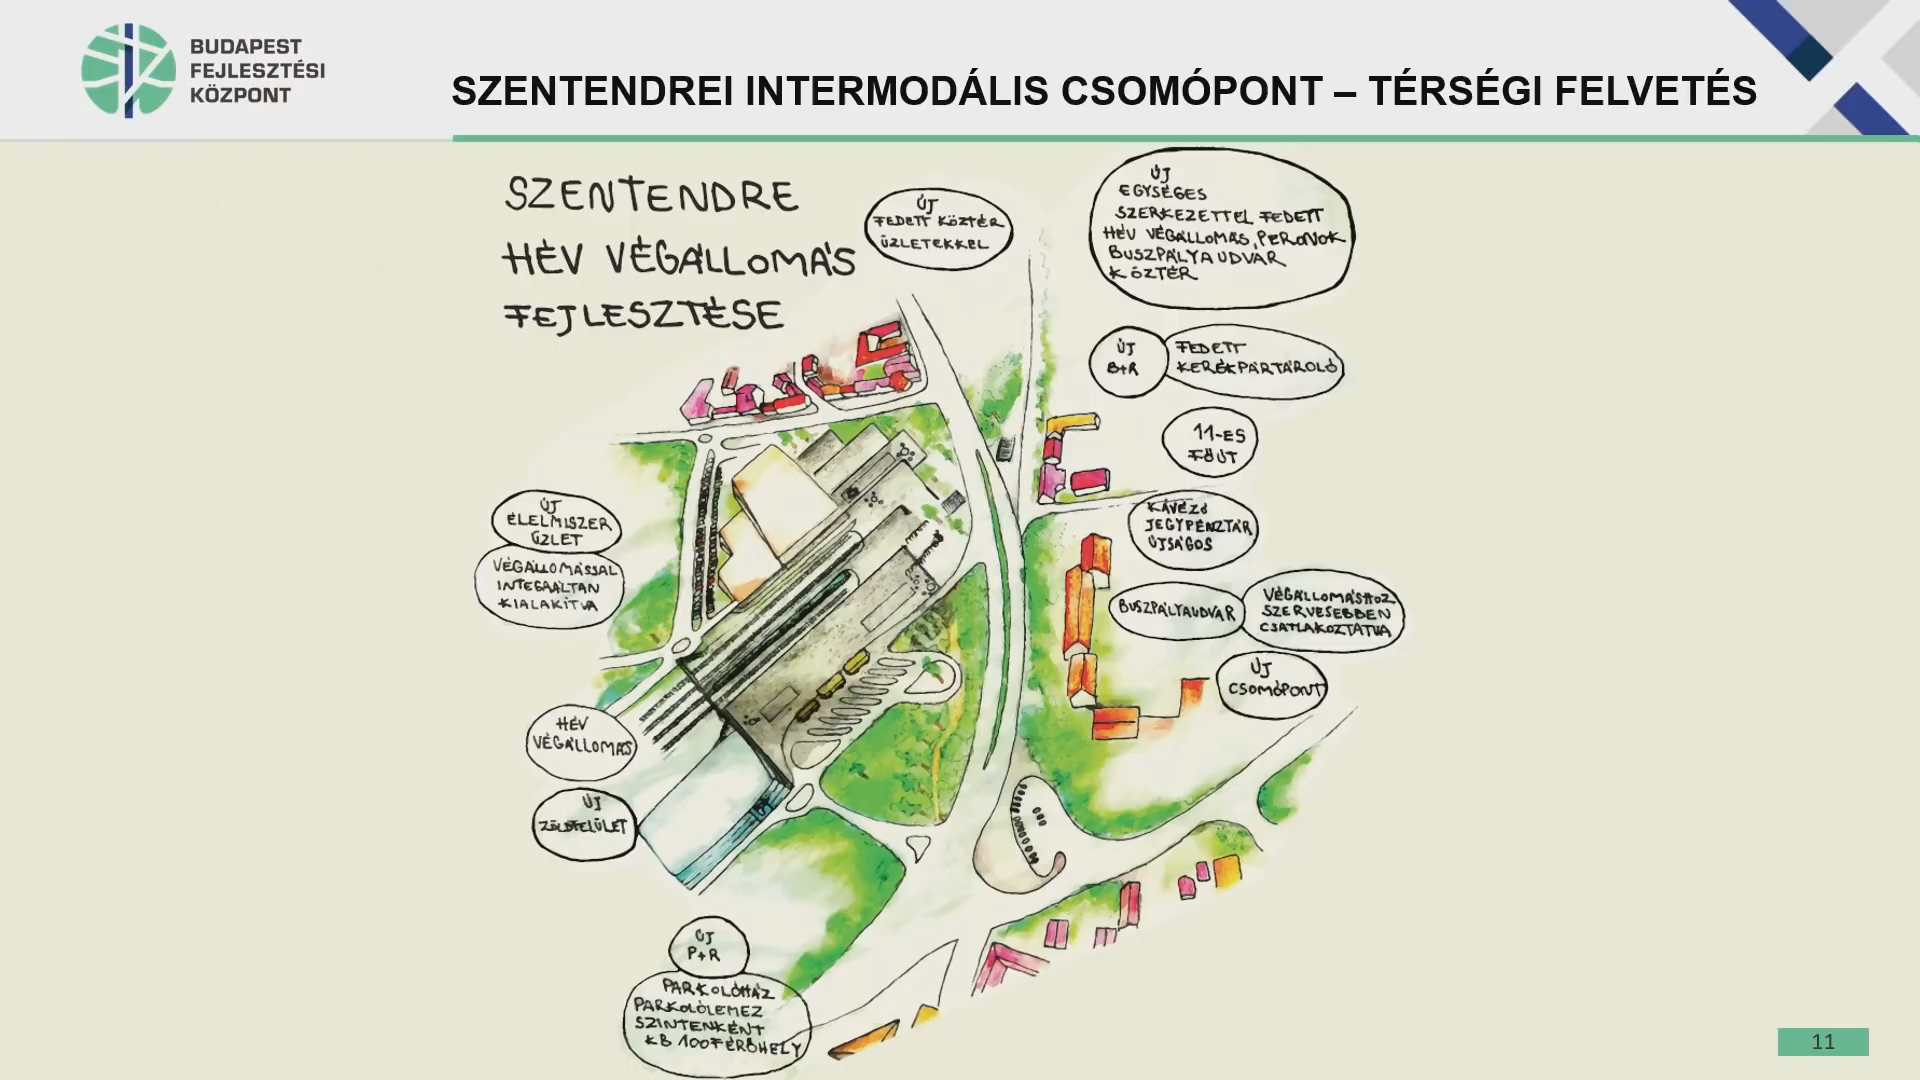 BUDAPEST
FEJLESZTÉSI
KÖZPONT
SZENTENDREI INTERMODÁLIS CSOMÓPONT – TÉRSÉGI FELVETÉS
SZENTENDRE
HÉV VÉGÁLLOMÁS
FEJLESZTÉSE
ÚJ
FEDETT KÖZTÉR
ÜZLETEKKEL
ÚJ
EGYSÉGES
SZERKEZETTEL FEDETT
HÉV VÉGÁLLOMÁS, PERONOK
BUSZPÁLYAUDVAR
KÖZTÉR
ÚJ
B+R
FEDETT
KERÉKPÁRTÁROLÓ
11-ES
FŐÚT
KÁVÉZÓ
JEGYPÉNZTÁR
ÚJSÁGOS
ÚJ
ÉLELMISZER
ÜZLET
VÉGÁLLOMÁSSAL
INTEGRÁLTAN
KIALAKÍTVA
BUSZPÁLYAUDVAR
VÉGÁLLOMÁSHOZ
SZERVESEBBEN
CSATLAKOZTATVA
ÚJ
CSOMÓPONT
HÉV
VÉGÁLLOMÁS
ÚJ
ZÖLDFELÜLET
ÚJ
P+R
PARKOLÓHÁZ
PARKOLÓLEMEZ
SZINTENKÉNT
KB 100 FÉRŐHELY
11